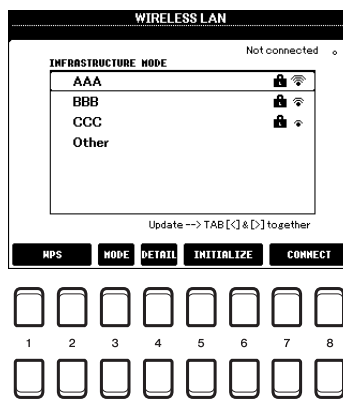 WIRELESS LAN
Not connected
INFRASTRUCTURE MODE
AAA
BBB
CCC
Other
Update --> TAB [<] & [>] together
WPS MODE DETAIL INITIALIZE CONNECT
1 2 3 4 5 6 7 8